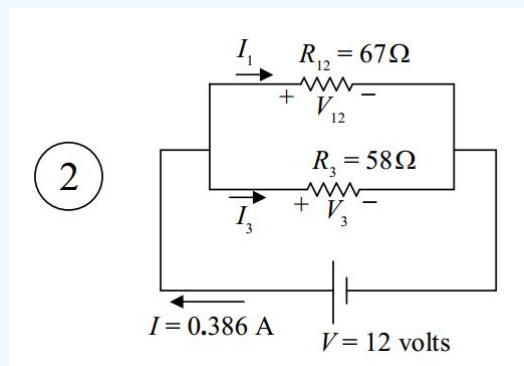 I₁
R₁₂ = 67Ω
+ V₁₂ −
2
R₃ = 58Ω
I₃
+ V₃ −
I = 0.386 A
V = 12 volts